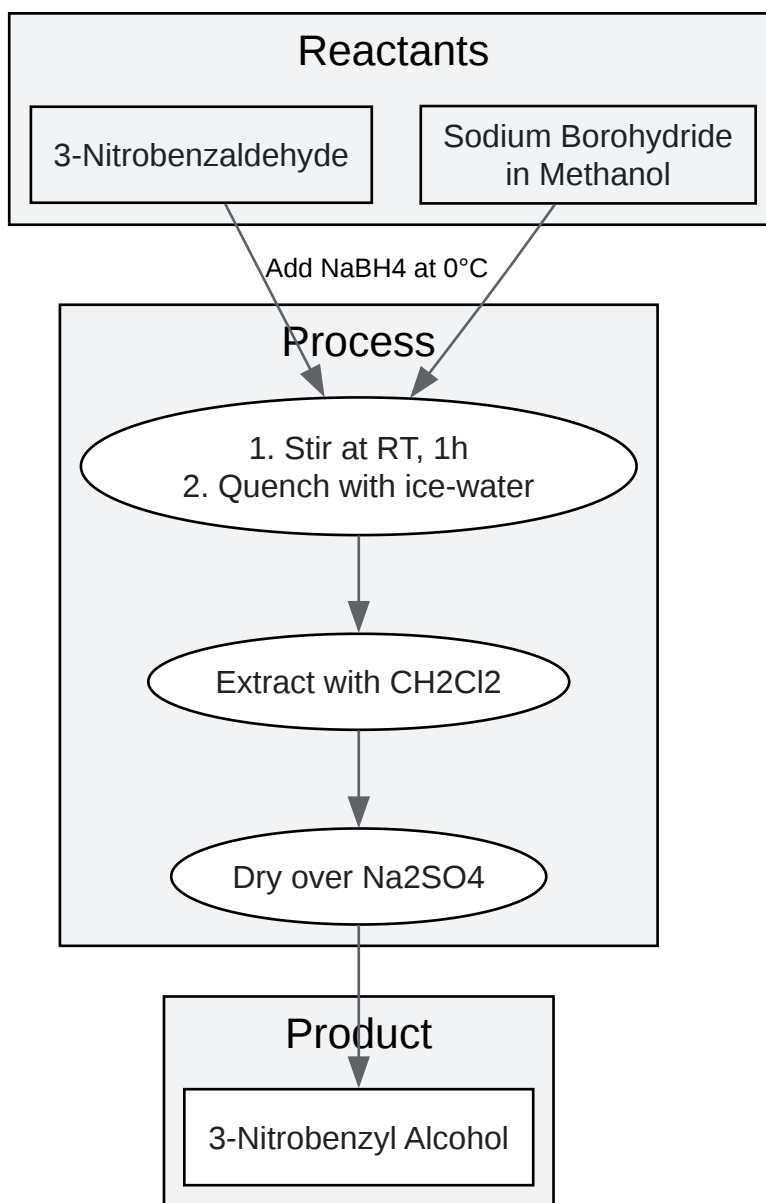 Reactants
3-Nitrobenzaldehyde
Sodium Borohydride
in Methanol
Add NaBH4 at 0°C
Process
1. Stir at RT, 1h
2. Quench with ice-water
Extract with CH2Cl2
Dry over Na2SO4
Product
3-Nitrobenzyl Alcohol